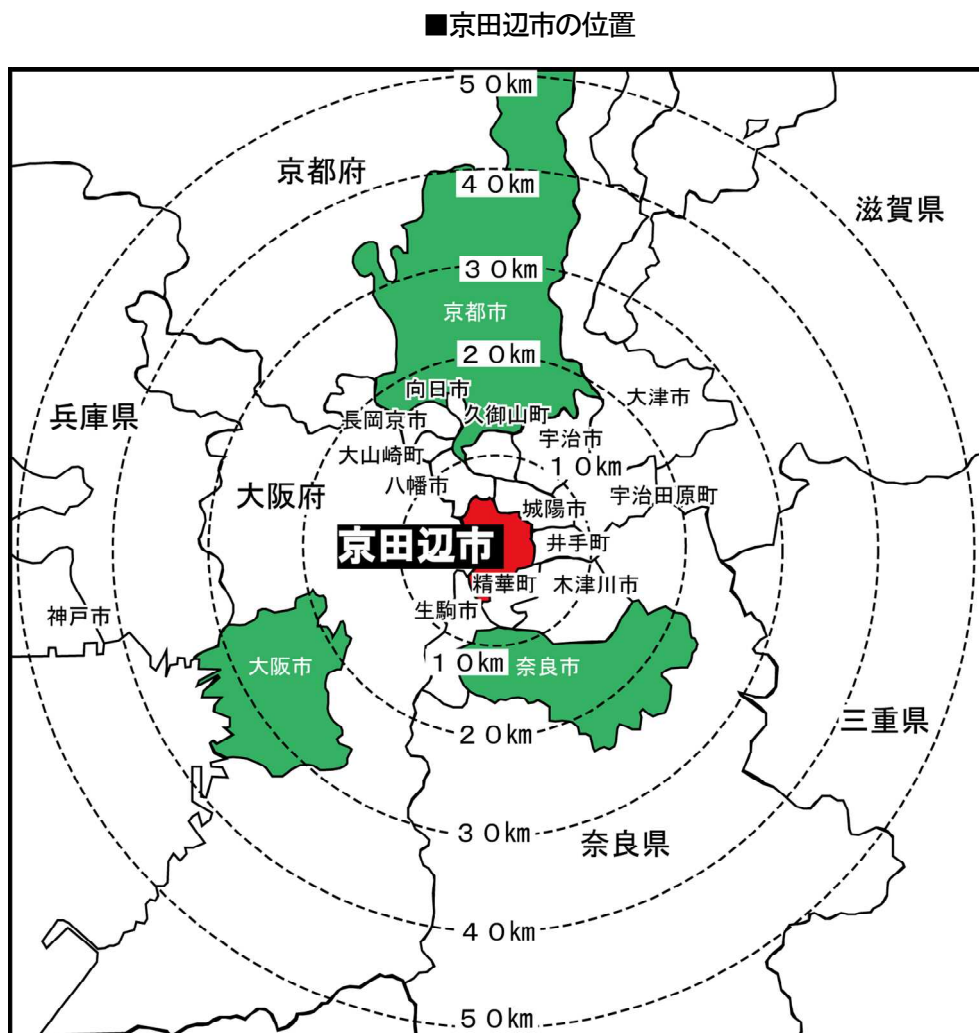 ■京田辺市の位置
５０㎞
京都府
４０㎞
滋賀県
３０㎞
京都市
２０㎞
向日市
大津市
兵庫県
長岡京市
久御山町
宇治市
大山崎町
１０㎞
八幡市
大阪府
宇治田原町
城陽市
京田辺市
井手町
精華町
木津川市
生駒市
神戸市
大阪市
１０㎞
奈良市
２０㎞
三重県
３０㎞
奈良県
４０㎞
５０㎞